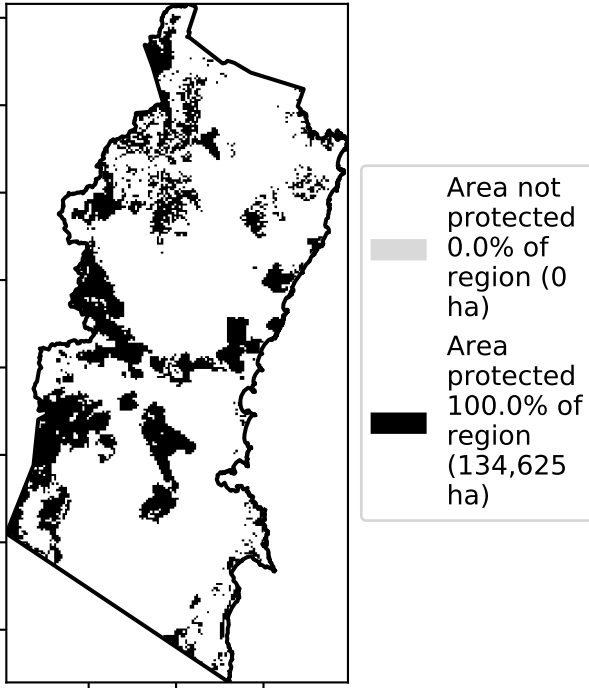 Area not
protected
0.0% of
region (0
ha)
Area
protected
100.0% of
region
(134,625
ha)